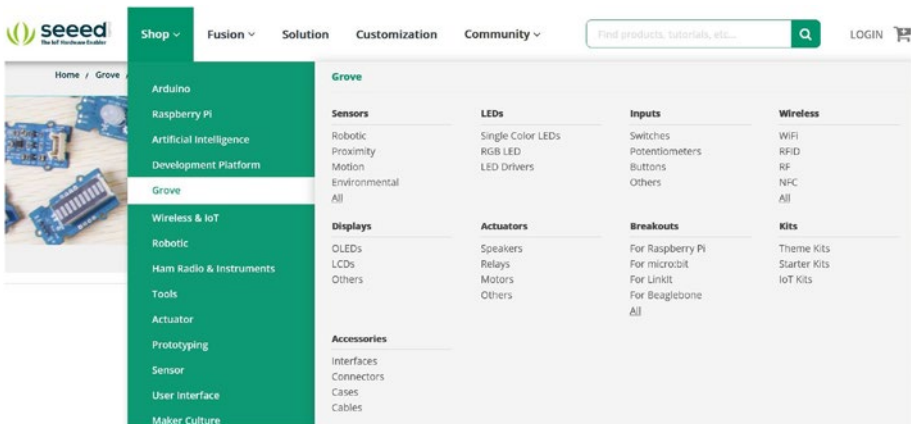 seeed
The IoT Hardware Enabler
Shop
Fusion
Solution
Customization
Community
Find products, tutorials, etc...
LOGIN
Home / Grove /
Arduino
Raspberry Pi
Artificial Intelligence
Development Platform
Grove
Wireless & IoT
Robotic
Ham Radio & Instruments
Tools
Actuator
Prototyping
Sensor
User Interface
Maker Culture
Grove
Sensors
Robotic
Proximity
Motion
Environmental
All
LEDs
Single Color LEDs
RGB LED
LED Drivers
Inputs
Switches
Potentiometers
Buttons
Others
Wireless
WiFi
RFID
RF
NFC
All
Displays
OLEDs
LCDs
Others
Actuators
Speakers
Relays
Motors
Others
Breakouts
For Raspberry Pi
For micro:bit
For LinkIt
For Beaglebone
All
Kits
Theme Kits
Starter Kits
IoT Kits
Accessories
Interfaces
Connectors
Cases
Cables